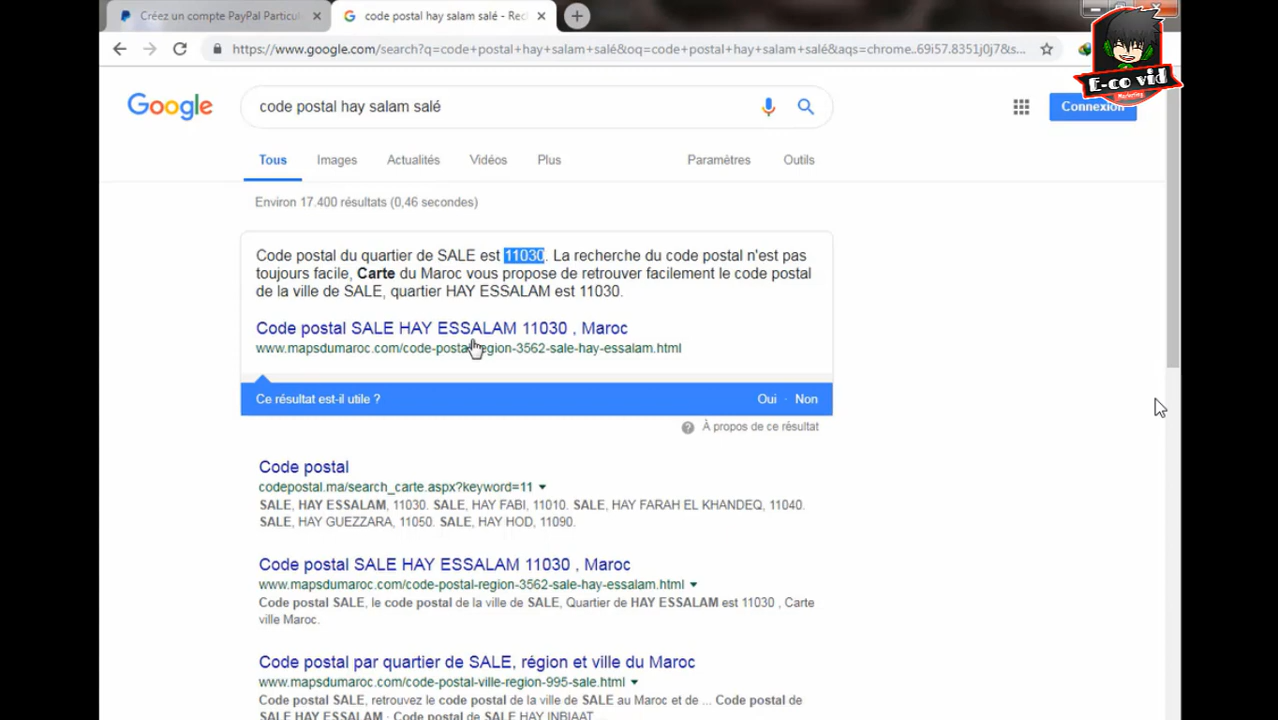 Créez un compte PayPal Particul
code postal hay salam salé - Rec
https://www.google.com/search?q=code+postal+hay+salam+salé&oq=code+postal+hay+salam+salé&aqs=chrome..69i57.8351j0j7&s...
E-co vid
Marketing
Google
code postal hay salam salé
Connexion
Tous Images Actualités Vidéos Plus Paramètres Outils
Environ 17.400 résultats (0,46 secondes)
Code postal du quartier de SALE est 11030. La recherche du code postal n'est pas
toujours facile, Carte du Maroc vous propose de retrouver facilement le code postal
de la ville de SALE, quartier HAY ESSALAM est 11030.
Code postal SALE HAY ESSALAM 11030 , Maroc
www.mapsdumaroc.com/code-postal-region-3562-sale-hay-essalam.html
Ce résultat est-il utile ? Oui · Non
À propos de ce résultat
Code postal
codepostal.ma/search_carte.aspx?keyword=11
SALE, HAY ESSALAM, 11030. SALE, HAY FABI, 11010. SALE, HAY FARAH EL KHANDEQ, 11040.
SALE, HAY GUEZZARA, 11050. SALE, HAY HOD, 11090.
Code postal SALE HAY ESSALAM 11030 , Maroc
www.mapsdumaroc.com/code-postal-region-3562-sale-hay-essalam.html
Code postal SALE, le code postal de la ville de SALE, Quartier de HAY ESSALAM est 11030 , Carte
ville Maroc.
Code postal par quartier de SALE, région et ville du Maroc
www.mapsdumaroc.com/code-postal-ville-region-995-sale.html
Code postal SALE, retrouvez le code postal de la ville de SALE au Maroc et de ... Code postal de
SALE HAY ESSALAM · Code postal de SALE HAY INBIAAT ...